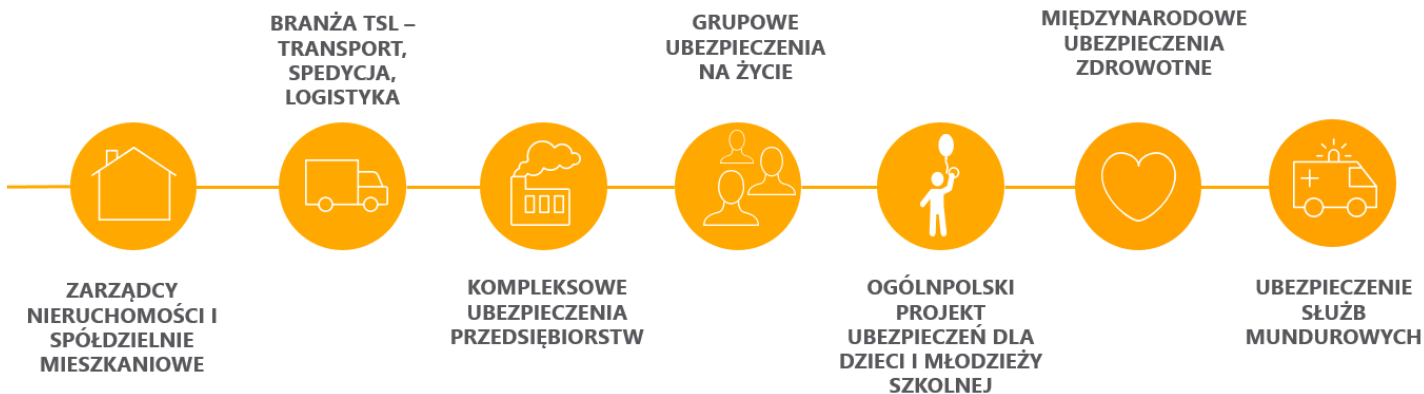 ZARZĄDCY
NIERUCHOMOŚCI I
SPÓŁDZIELNIE
MIESZKANIOWE
BRANŻA TSL –
TRANSPORT,
SPEDYCJA,
LOGISTYKA
KOMPLEKSOWE
UBEZPIECZENIA
PRZEDSIĘBIORSTW
GRUPOWE
UBEZPIECZENIA
NA ŻYCIE
OGÓLNPOLSKI
PROJEKT
UBEZPIECZEŃ DLA
DZIECI I MŁODZIEŻY
SZKOLNEJ
MIĘDZYNARODOWE
UBEZPIECZENIA
ZDROWOTNE
UBEZPIECZENIE
SŁUŻB
MUNDUROWYCH